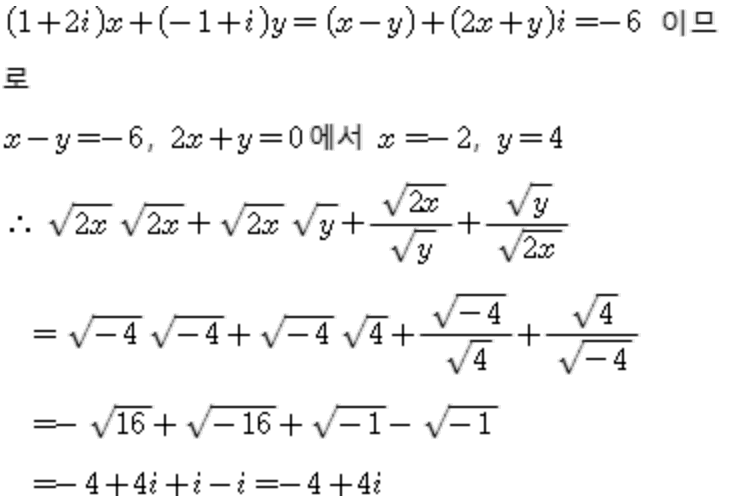 (1+2i)x+(−1+i)y=(x−y)+(2x+y)i=−6 이므
로
x−y=−6, 2x+y=0에서 x=−2, y=4
∴ √(2x) √(2x) + √(2x) √y + √(2x)/√y + √y/√(2x)
= √(−4) √(−4) + √(−4) √4 + √(−4)/√4 + √4/√(−4)
=− √16 + √(−16) + √(−1) − √(−1)
=−4+4i+i−i=−4+4i